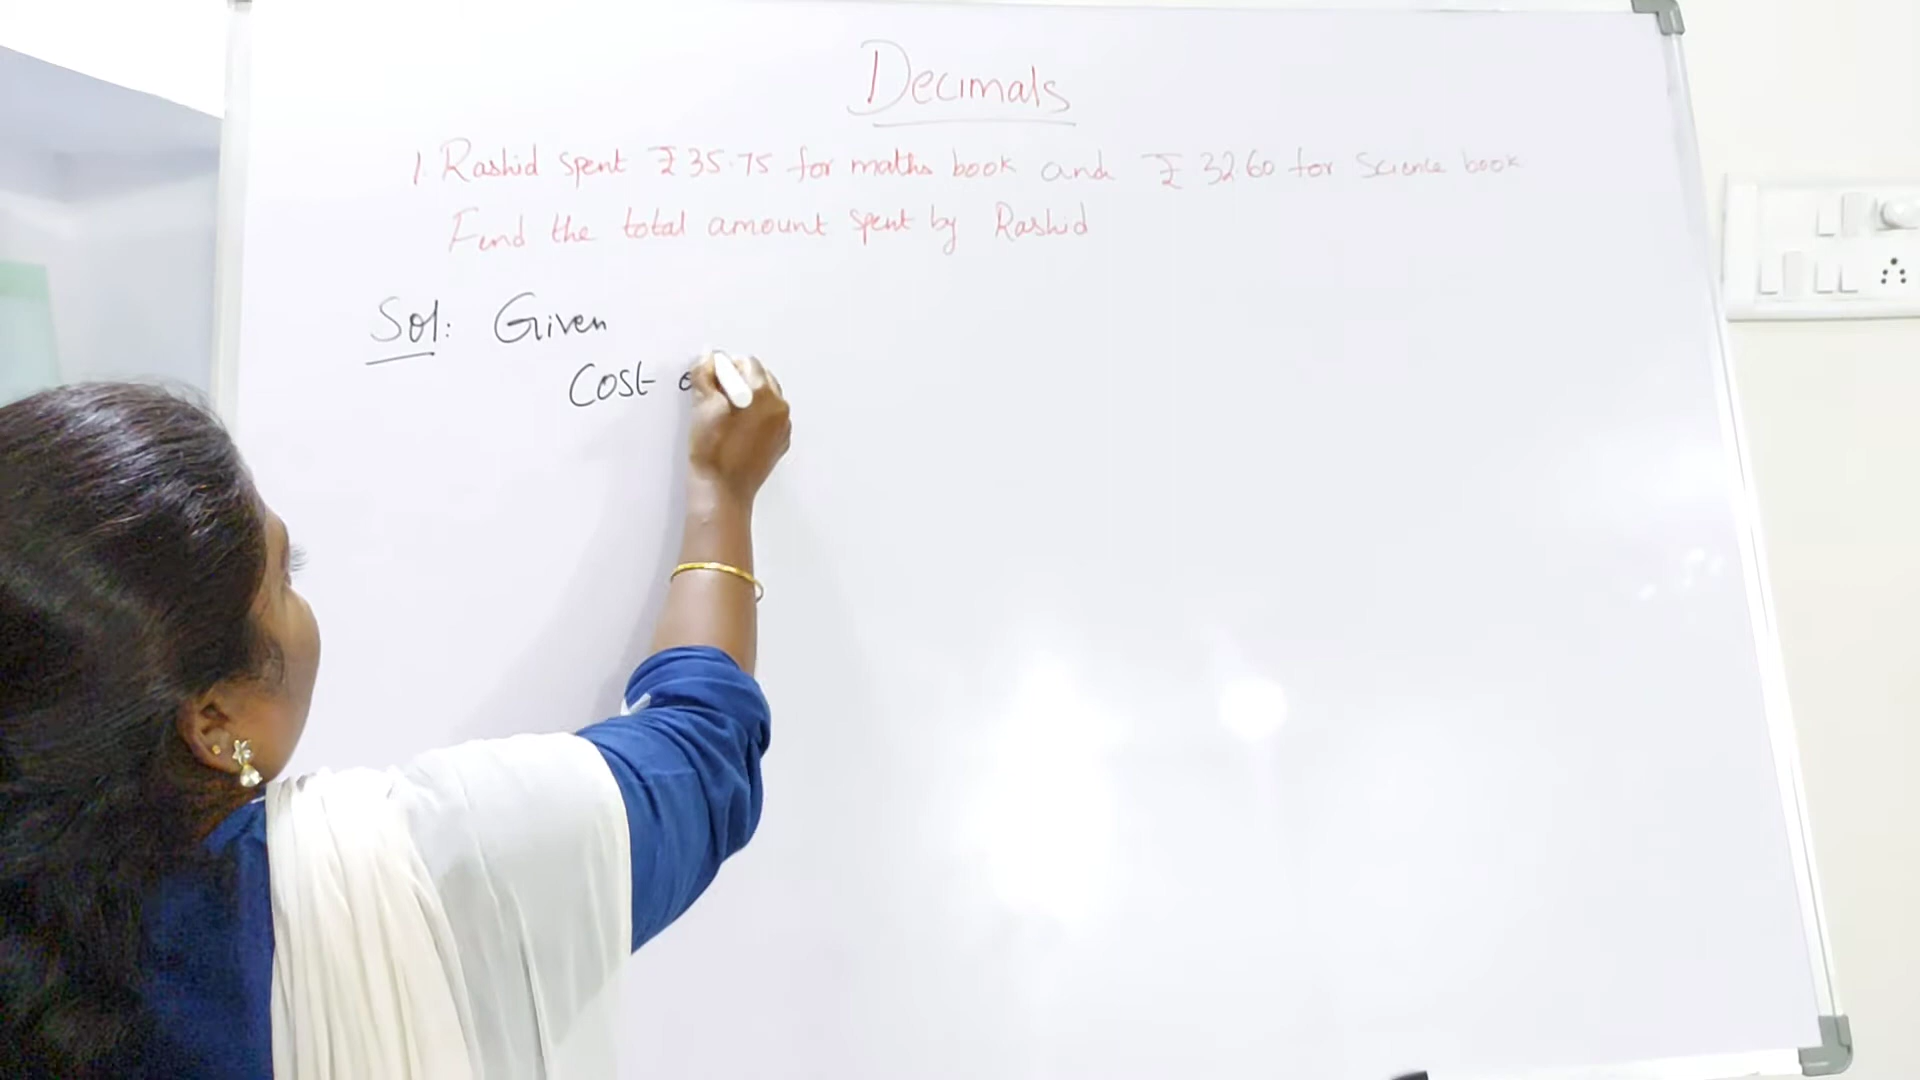 Decimals
1. Rashid spent ₹ 35.75 for maths book and ₹ 32.60 for Science book
Find the total amount spent by Rashid
Sol: Given
Cost